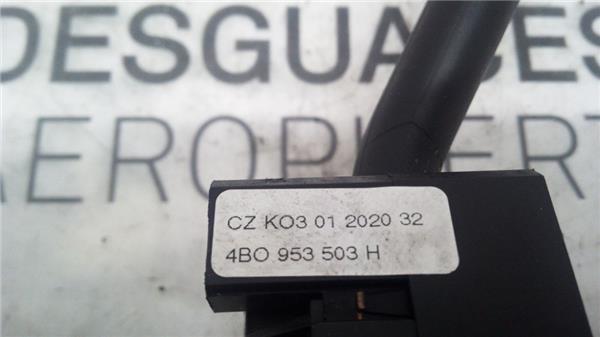 DESGUACES
AEROPUERT
CZ KO3 01 2020 32
4BO 953 503 H